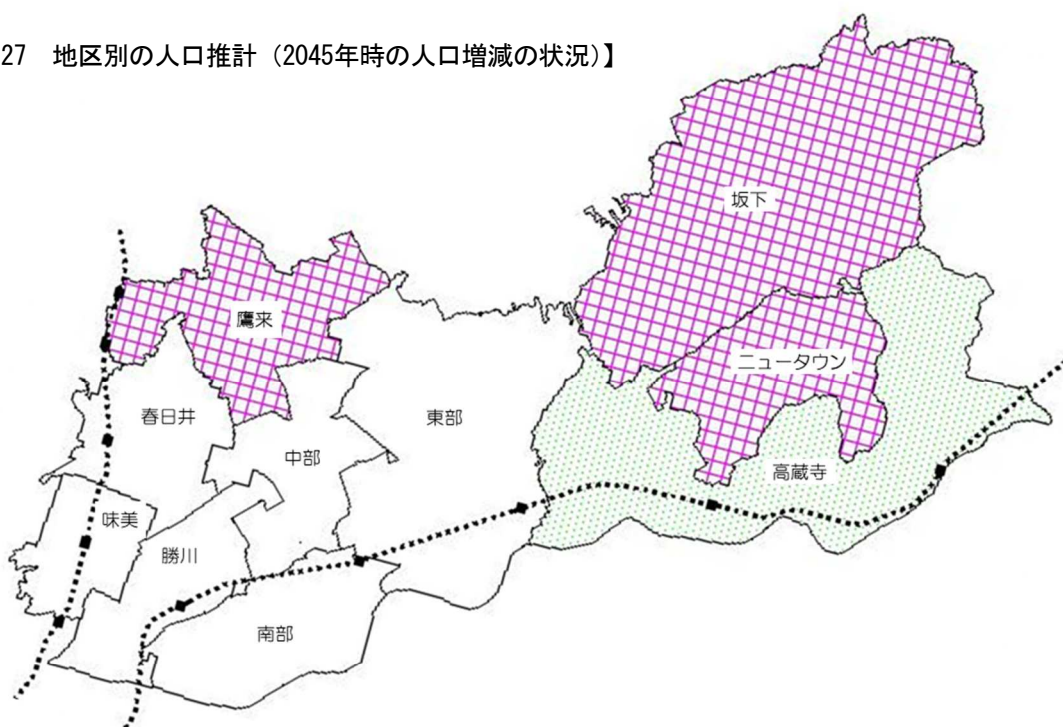 27　地区別の人口推計（2045年時の人口増減の状況）】
坂下
鷹来
ニュータウン
春日井
東部
中部
高蔵寺
味美
勝川
南部